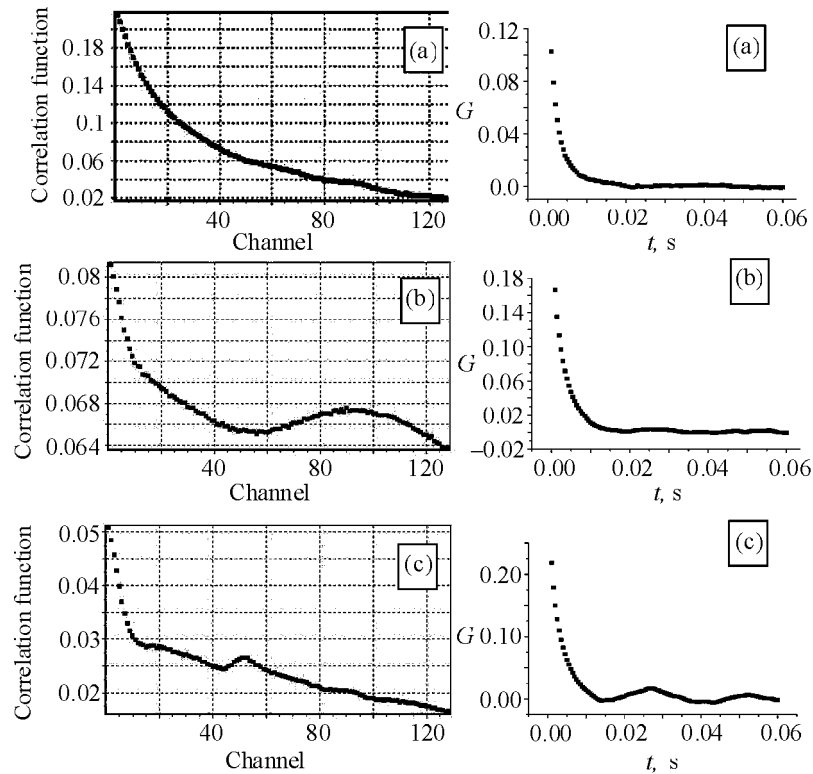 Correlation function
0.18
0.14
0.1
0.06
0.02
40
80
120
Channel
(a)
0.12
0.08
G
0.04
0.0
0.00
0.02
0.04
0.06
t, s
(a)
Correlation function
0.08
0.076
0.072
0.068
0.064
40
80
120
Channel
(b)
0.18
0.14
G
0.10
0.06
0.02
–0.02
0.00
0.02
0.04
0.06
t, s
(b)
Correlation function
0.05
0.04
0.03
0.02
40
80
120
Channel
(c)
0.20
G
0.10
0.00
0.00
0.02
0.04
0.06
t, s
(c)